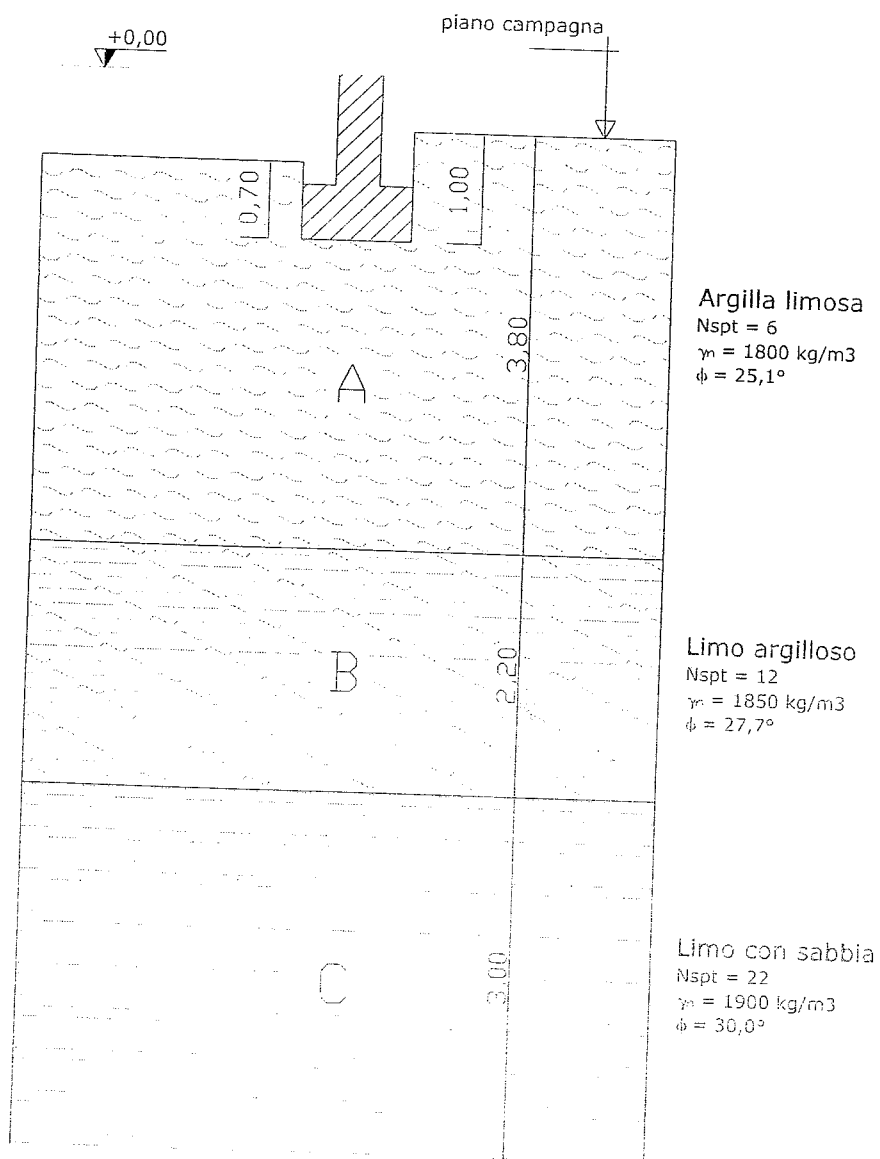 piano campagna
+0,00
0,70
1,00
3,80
Argilla limosa
Nspt = 6
γn = 1800 kg/m3
ϕ = 25,1°
A
B
2,20
Limo argilloso
Nspt = 12
γn = 1850 kg/m3
ϕ = 27,7°
C
3,00
Limo con sabbia
Nspt = 22
γn = 1900 kg/m3
ϕ = 30,0°